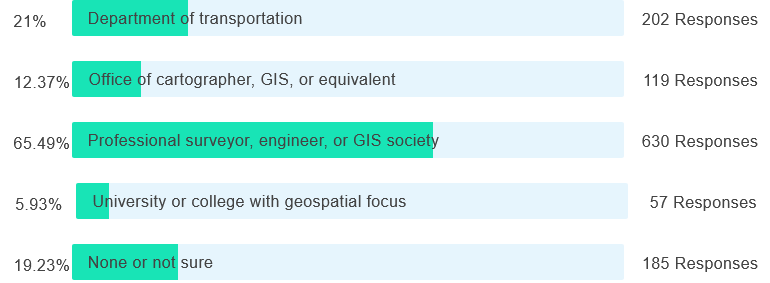 21% Department of transportation 202 Responses
12.37% Office of cartographer, GIS, or equivalent 119 Responses
65.49% Professional surveyor, engineer, or GIS society 630 Responses
5.93% University or college with geospatial focus 57 Responses
19.23% None or not sure 185 Responses